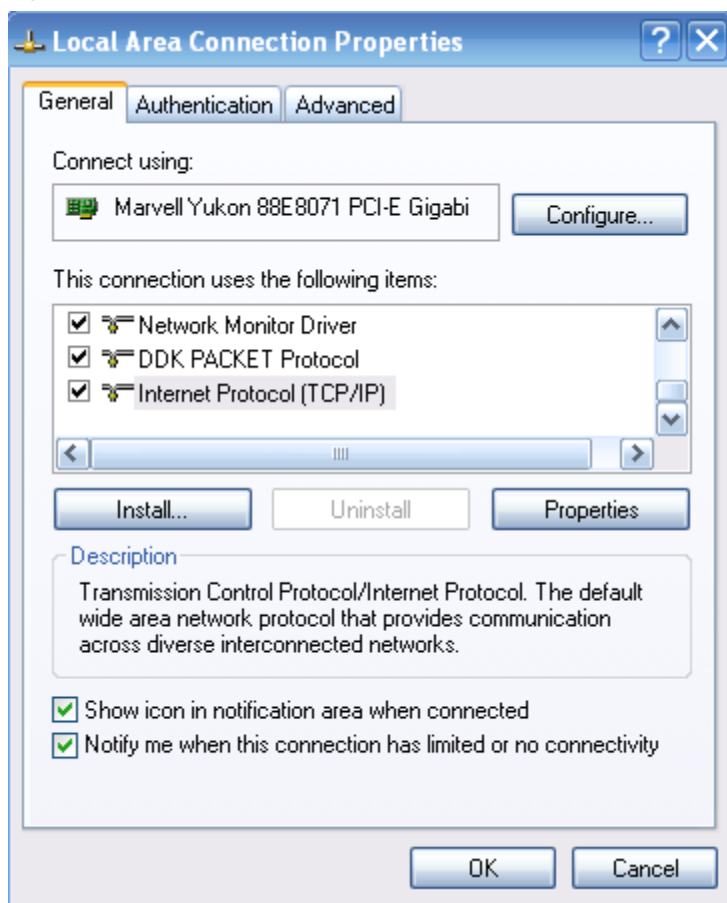 Local Area Connection Properties
General Authentication Advanced
Connect using:
Marvell Yukon 88E8071 PCI-E Gigabi Configure...
This connection uses the following items:
Network Monitor Driver
DDK PACKET Protocol
Internet Protocol (TCP/IP)
Install... Uninstall Properties
Description
Transmission Control Protocol/Internet Protocol. The default
wide area network protocol that provides communication
across diverse interconnected networks.
Show icon in notification area when connected
Notify me when this connection has limited or no connectivity
OK Cancel